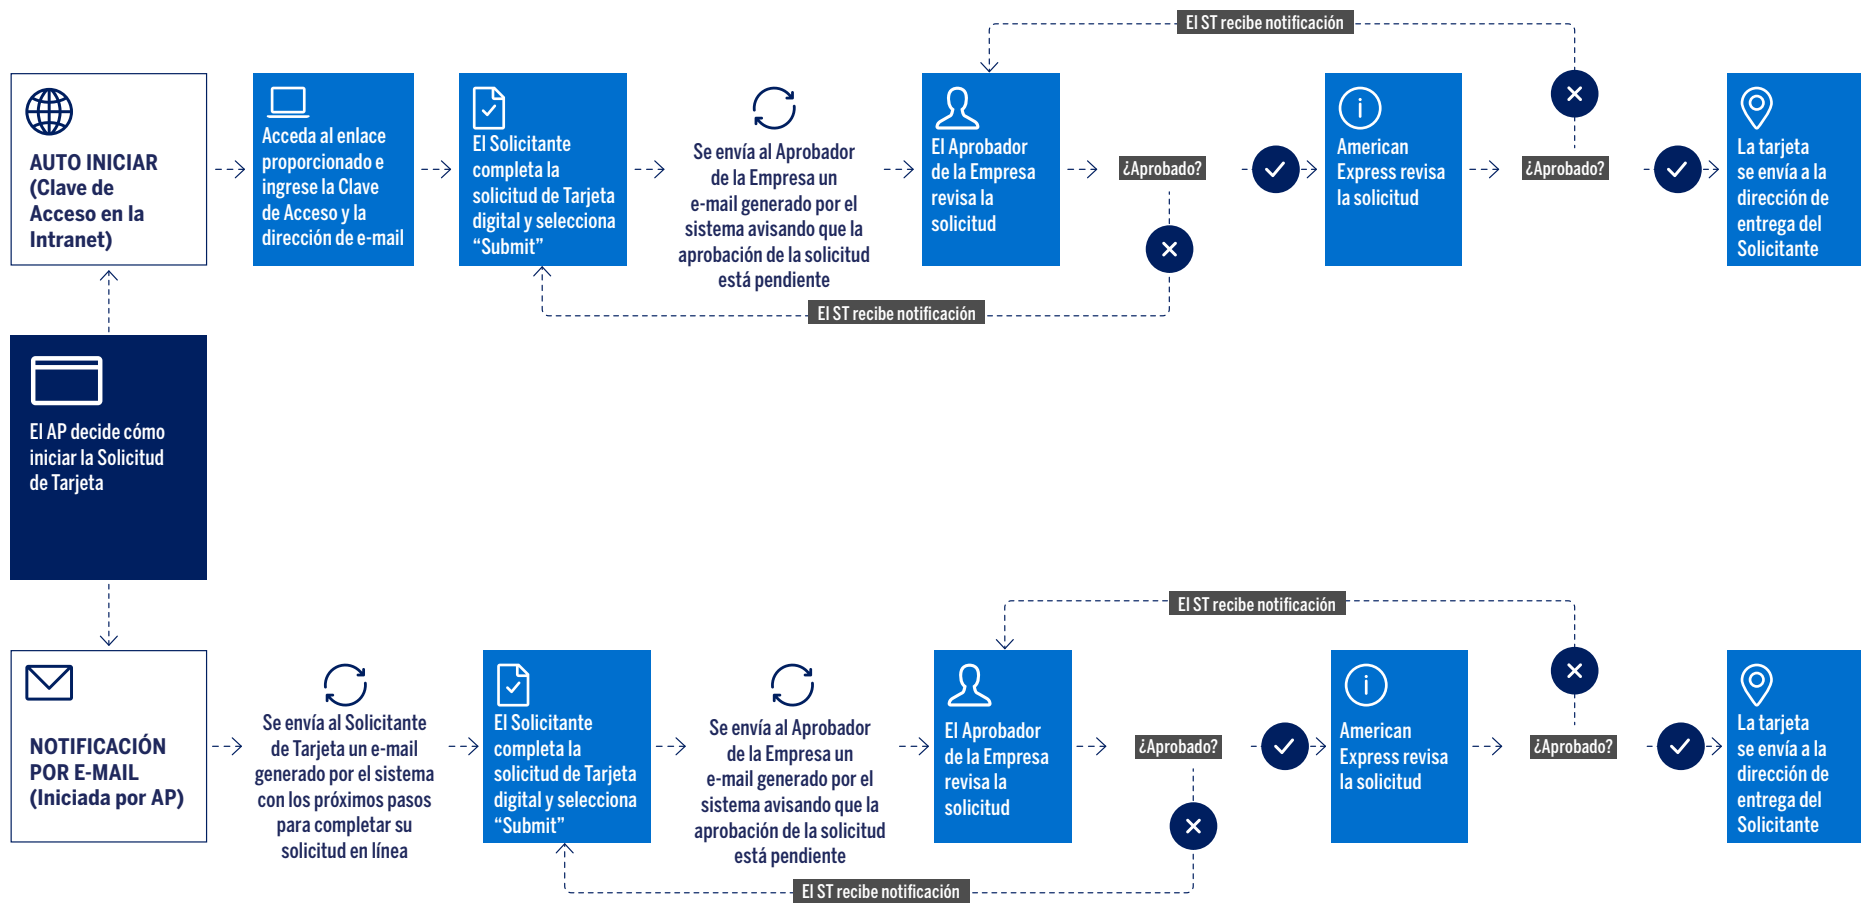 El ST recibe notificación
AUTO INICIAR
(Clave de
Acceso en la
Intranet)
Acceda al enlace
proporcionado e
ingrese la Clave
de Acceso y la
dirección de e-mail
El Solicitante
completa la
solicitud de Tarjeta
digital y selecciona
“Submit”
Se envía al Aprobador
de la Empresa un
e-mail generado por el
sistema avisando que la
aprobación de la solicitud
está pendiente
El Aprobador
de la Empresa
revisa la
solicitud
¿Aprobado?
American
Express revisa
la solicitud
¿Aprobado?
La tarjeta
se envía a la
dirección de
entrega del
Solicitante
El ST recibe notificación
El AP decide cómo
iniciar la Solicitud
de Tarjeta
El ST recibe notificación
NOTIFICACIÓN
POR E-MAIL
(Iniciada por AP)
Se envía al Solicitante
de Tarjeta un e-mail
generado por el sistema
con los próximos pasos
para completar su
solicitud en línea
El Solicitante
completa la
solicitud de Tarjeta
digital y selecciona
“Submit”
Se envía al Aprobador
de la Empresa un
e-mail generado por el
sistema avisando que la
aprobación de la solicitud
está pendiente
El Aprobador
de la Empresa
revisa la
solicitud
¿Aprobado?
American
Express revisa
la solicitud
¿Aprobado?
La tarjeta
se envía a la
dirección de
entrega del
Solicitante
El ST recibe notificación